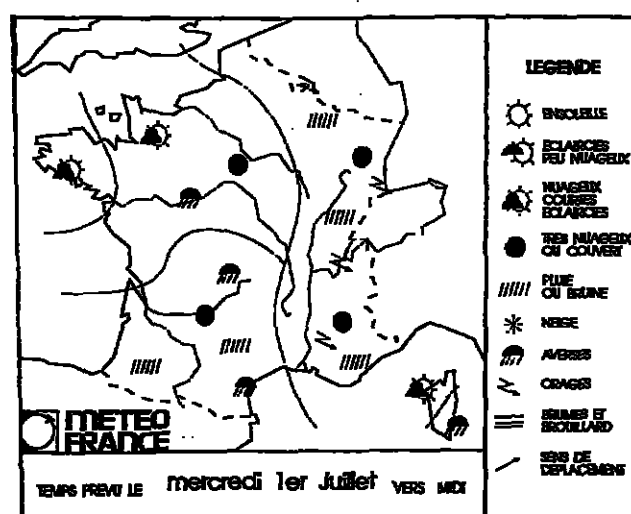 LEGENDE
ENSOLEILLE
ECLAIRCIES
PEU NUAGEUX
NUAGEUX
COURTES
ECLAIRCIES
TRES NUAGEUX
OU COUVERT
PLUIE
OU BRUINE
NEIGE
AVERSES
ORAGES
BRUMES ET
BROUILLARD
SENS DE
DEPLACEMENT
METEO
FRANCE
TEMPS PREVU LE mercredi 1er Juillet VERS MIDI